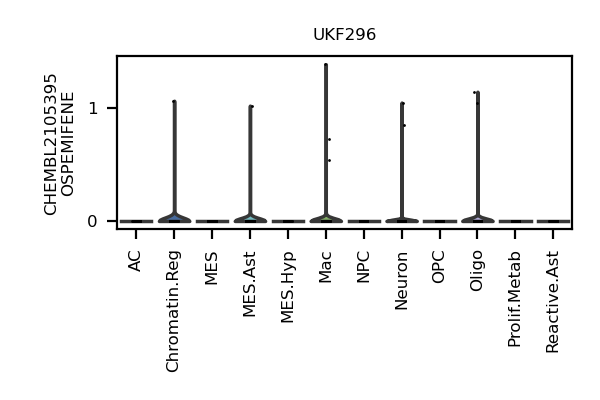 UKF296
CHEMBL2105395
OSPEMIFENE
1
0
AC
Chromatin.Reg
MES
MES.Ast
MES.Hyp
Mac
NPC
Neuron
OPC
Oligo
Prolif.Metab
Reactive.Ast